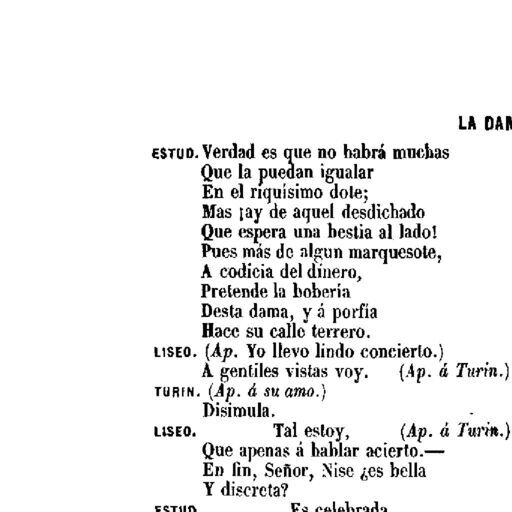 LA DAM
ESTUD. Verdad es que no habrá muchas
Que la puedan igualar
En el riquísimo dote;
Mas ¡ay de aquel desdichado
Que espera una bestia al lado!
Pues más de algun marquesote,
A codicia del dinero,
Pretende la bobería
Desta dama, y á porfía
Hace su calle terrero.
LISEO. (Ap. Yo llevo lindo concierto.)
A gentiles vistas voy. (Ap. á Turin.)
TURIN. (Ap. á su amo.)
Disimula.
LISEO. Tal estoy, (Ap. á Turin.)
Que apenas á hablar acierto.—
En fin, Señor, Nise ¿es bella
Y discreta?
ESTUD. Es celebrada